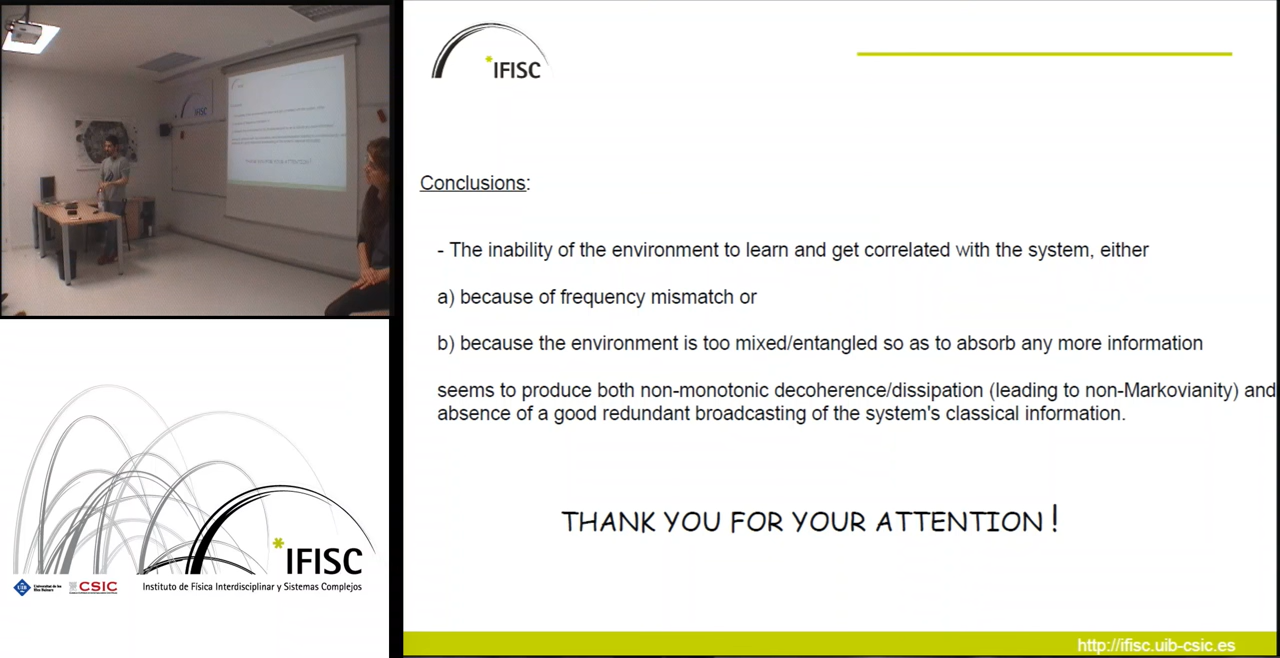 *IFISC
Conclusions:
- The inability of the environment to learn and get correlated with the system, either
a) because of frequency mismatch or
b) because the environment is too mixed/entangled so as to absorb any more information
seems to produce both non-monotonic decoherence/dissipation (leading to non-Markovianity) and
absence of a good redundant broadcasting of the system's classical information.
THANK YOU FOR YOUR ATTENTION !
http://ifisc.uib-csic.es
*IFISC
UIB
CSIC
Instituto de Física Interdisciplinar y Sistemas Complejos